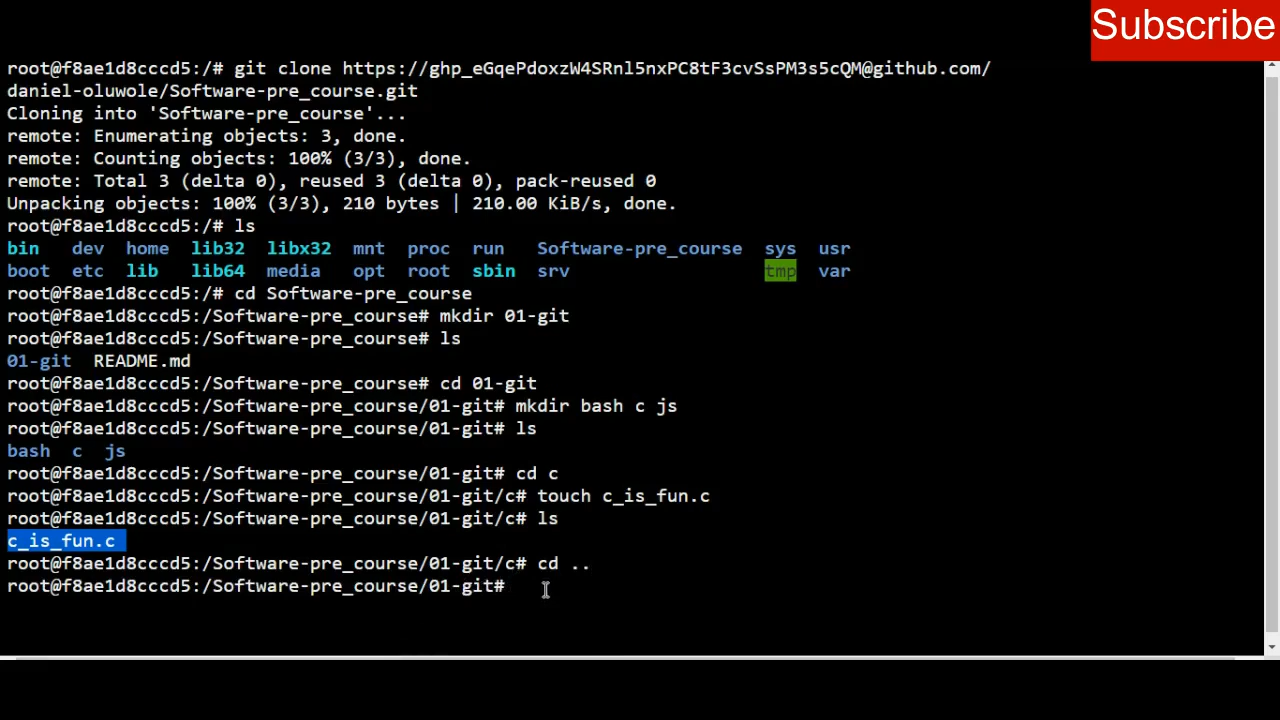 Subscribe
root@f8ae1d8cccd5:/# git clone https://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@github.com/
daniel-oluwole/Software-pre_course.git
Cloning into 'Software-pre_course'...
remote: Enumerating objects: 3, done.
remote: Counting objects: 100% (3/3), done.
remote: Total 3 (delta 0), reused 3 (delta 0), pack-reused 0
Unpacking objects: 100% (3/3), 210 bytes | 210.00 KiB/s, done.
root@f8ae1d8cccd5:/# ls
bin dev home lib32 libx32 mnt proc run Software-pre_course sys usr
boot etc lib lib64 media opt root sbin srv tmp var
root@f8ae1d8cccd5:/# cd Software-pre_course
root@f8ae1d8cccd5:/Software-pre_course# mkdir 01-git
root@f8ae1d8cccd5:/Software-pre_course# ls
01-git README.md
root@f8ae1d8cccd5:/Software-pre_course# cd 01-git
root@f8ae1d8cccd5:/Software-pre_course/01-git# mkdir bash c js
root@f8ae1d8cccd5:/Software-pre_course/01-git# ls
bash c js
root@f8ae1d8cccd5:/Software-pre_course/01-git# cd c
root@f8ae1d8cccd5:/Software-pre_course/01-git/c# touch c_is_fun.c
root@f8ae1d8cccd5:/Software-pre_course/01-git/c# ls
c_is_fun.c
root@f8ae1d8cccd5:/Software-pre_course/01-git/c# cd ..
root@f8ae1d8cccd5:/Software-pre_course/01-git#